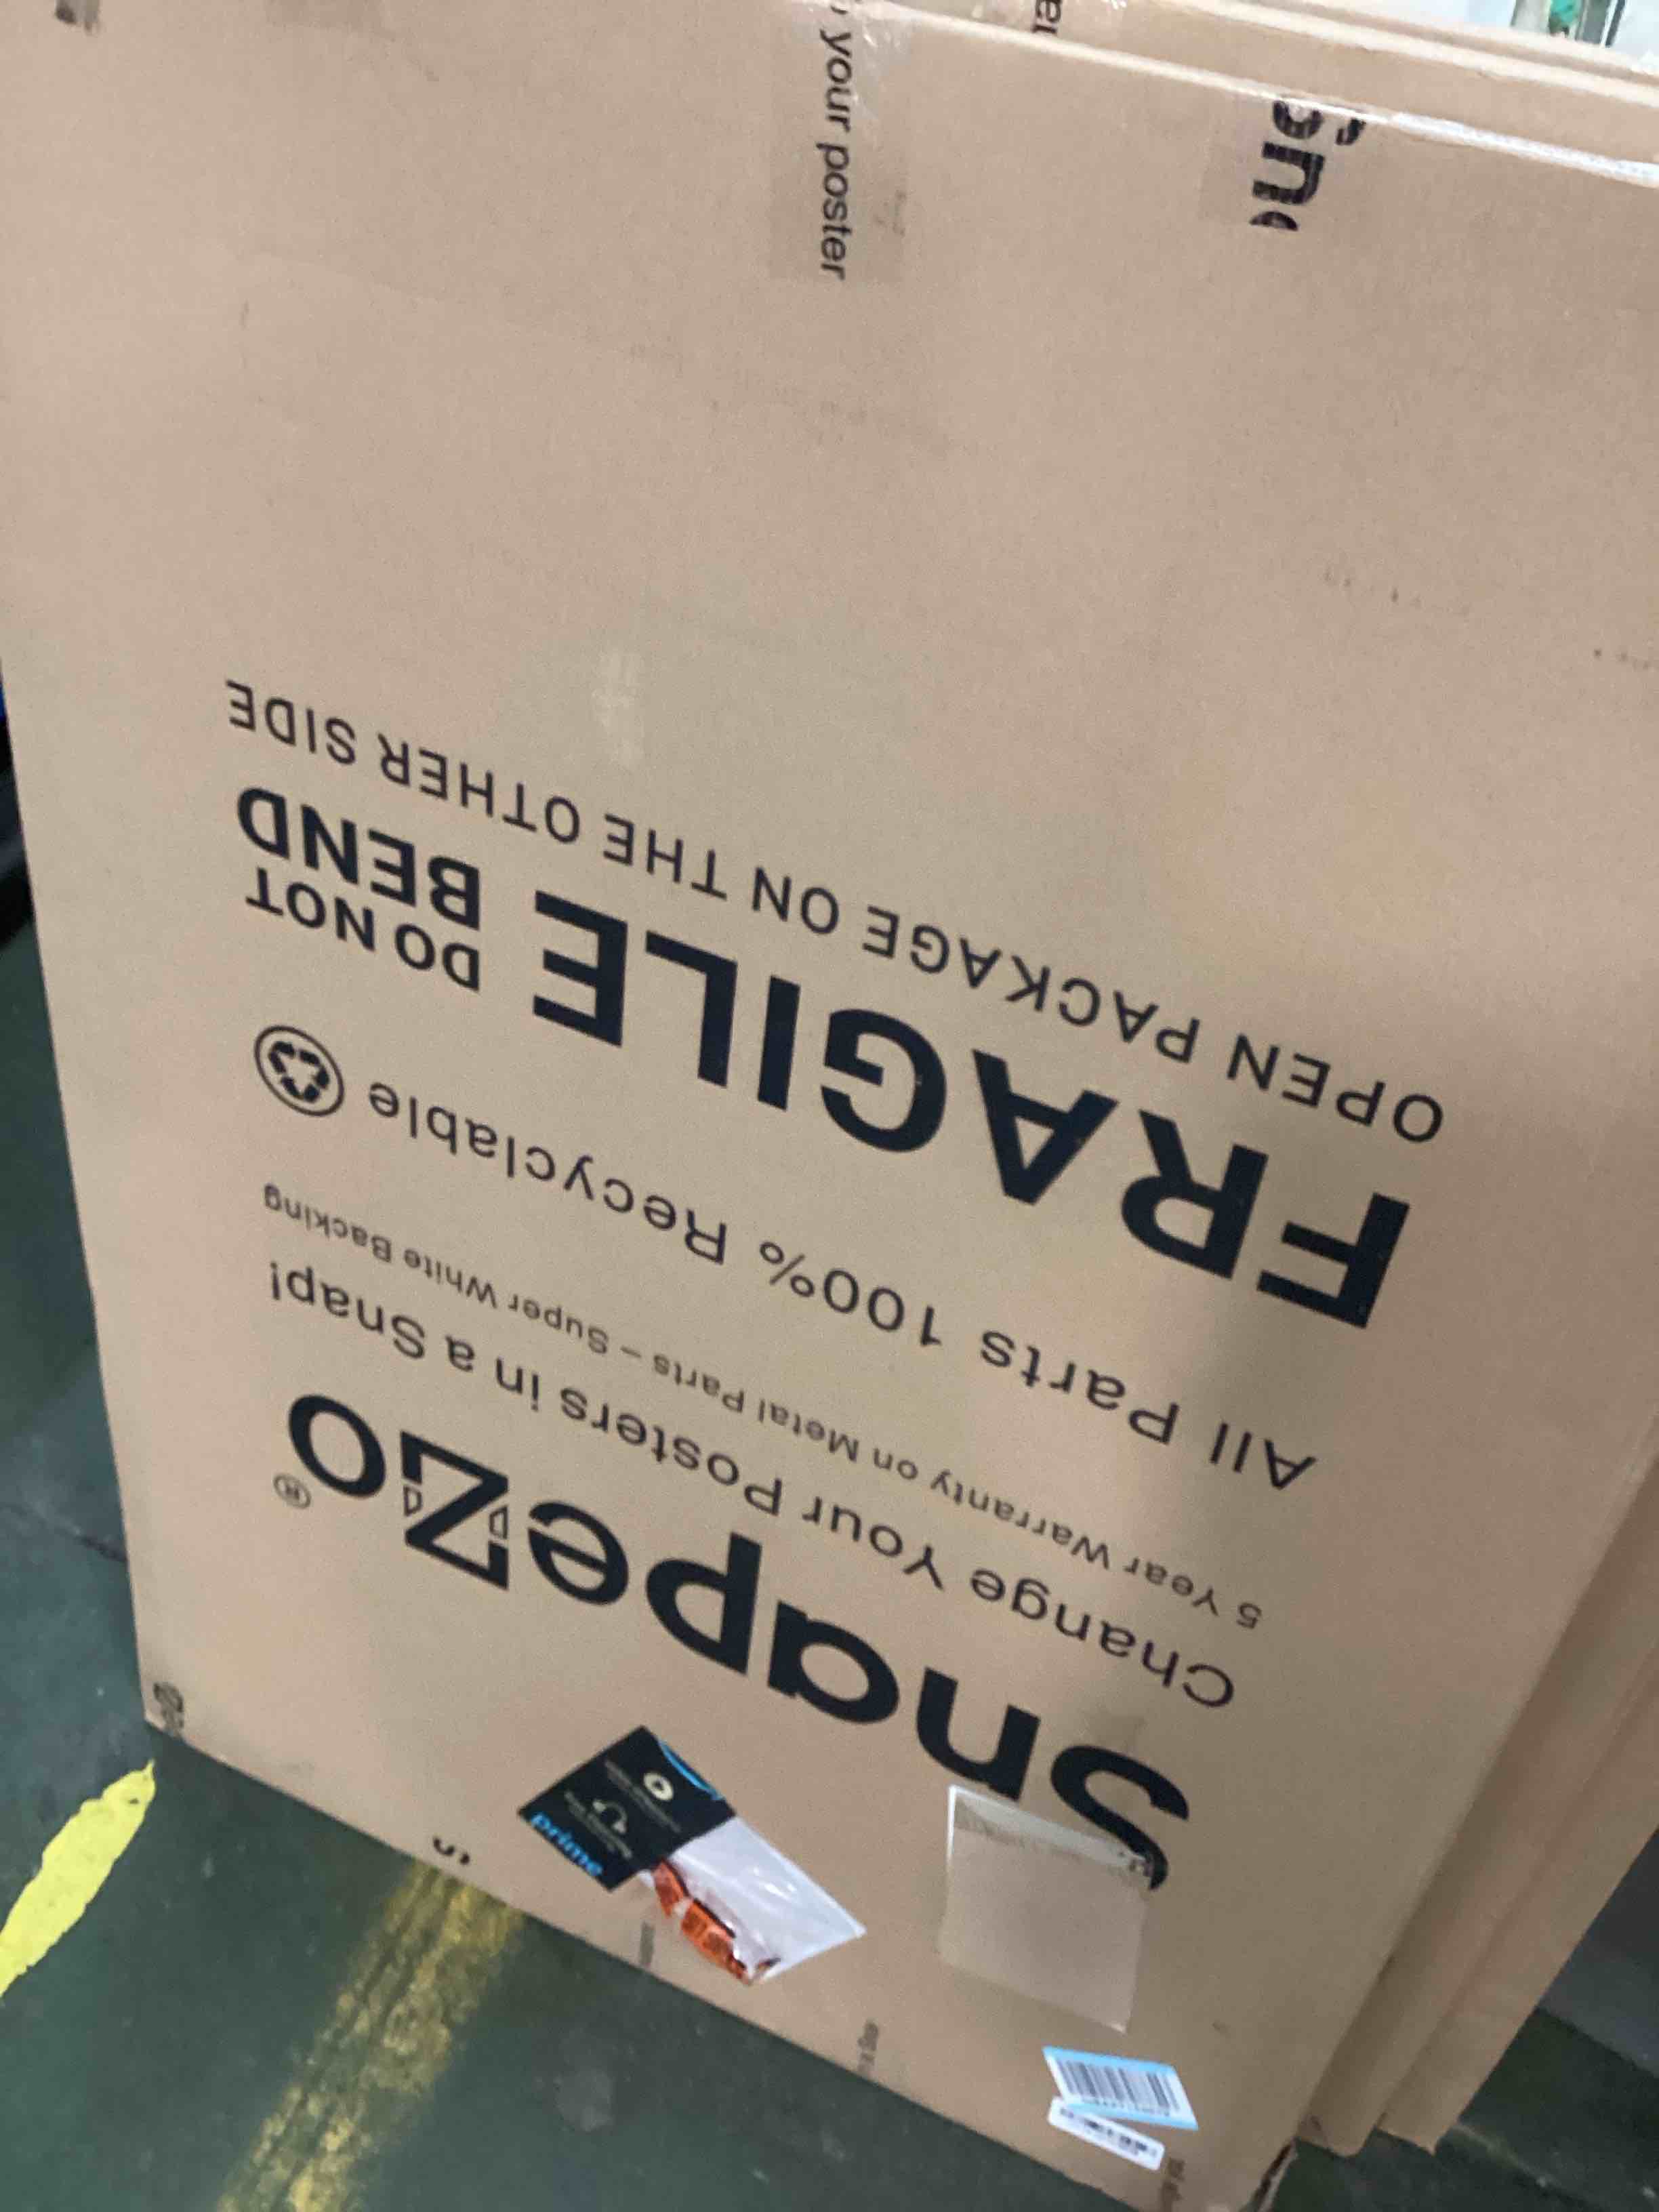 SnapeZo®
Change Your Posters in a Snap!
5 Year Warranty on Metal Parts – Super White Backing
All Parts 100% Recyclable
FRAGILE
DO NOT
BEND
OPEN PACKAGE ON THE OTHER SIDE
prime
your poster